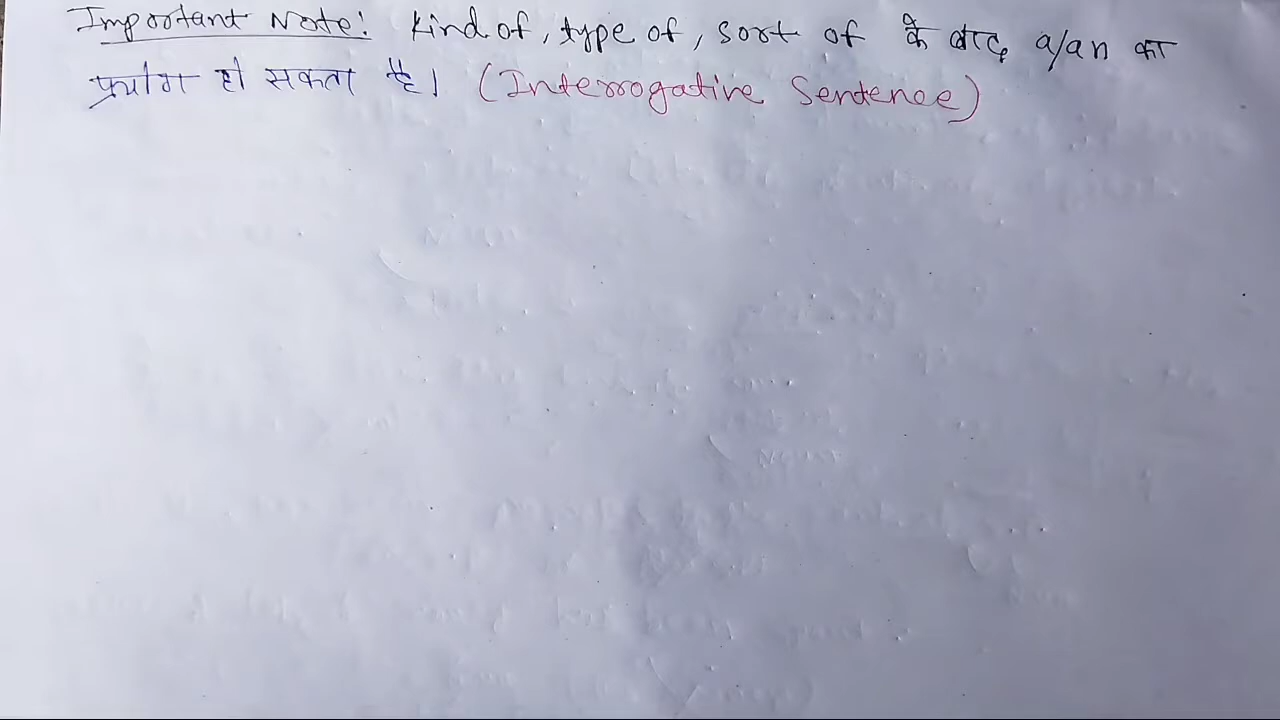 Important Note: Kind of, type of, sort of के बाद a/an का
प्रयोग हो सकता है। (Interrogative Sentence)